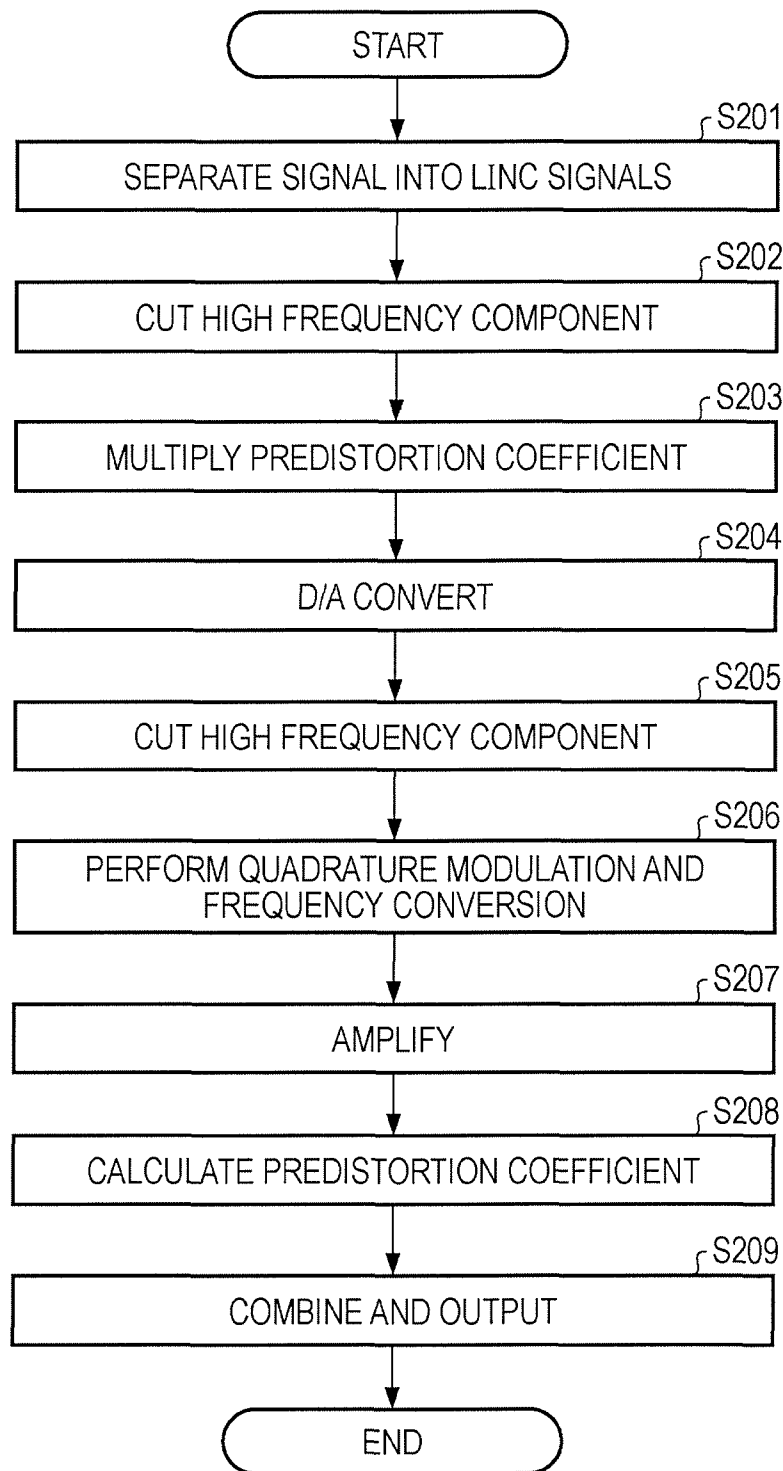 START
S201
SEPARATE SIGNAL INTO LINC SIGNALS
S202
CUT HIGH FREQUENCY COMPONENT
S203
MULTIPLY PREDISTORTION COEFFICIENT
S204
D/A CONVERT
S205
CUT HIGH FREQUENCY COMPONENT
S206
PERFORM QUADRATURE MODULATION AND
FREQUENCY CONVERSION
S207
AMPLIFY
S208
CALCULATE PREDISTORTION COEFFICIENT
S209
COMBINE AND OUTPUT
END